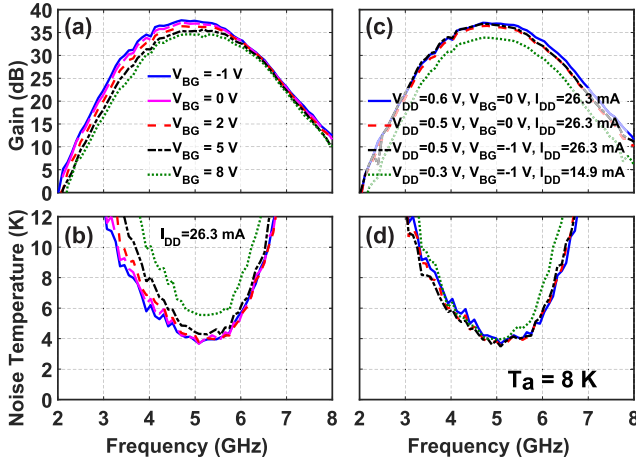 Gain (dB)
40
35
30
25
20
15
10
5
0
(a)
V_BG = -1 V
V_BG = 0 V
V_BG = 2 V
V_BG = 5 V
V_BG = 8 V
(c)
V_DD=0.6 V, V_BG=0 V, I_DD=26.3 mA
V_DD=0.5 V, V_BG=0 V, I_DD=26.3 mA
V_DD=0.5 V, V_BG=-1 V, I_DD=26.3 mA
V_DD=0.3 V, V_BG=-1 V, I_DD=14.9 mA
Noise Temperature (K)
12
10
8
6
4
2
0
(b)
I_DD=26.3 mA
2 3 4 5 6 7 8
Frequency (GHz)
(d)
Ta = 8 K
2 3 4 5 6 7 8
Frequency (GHz)